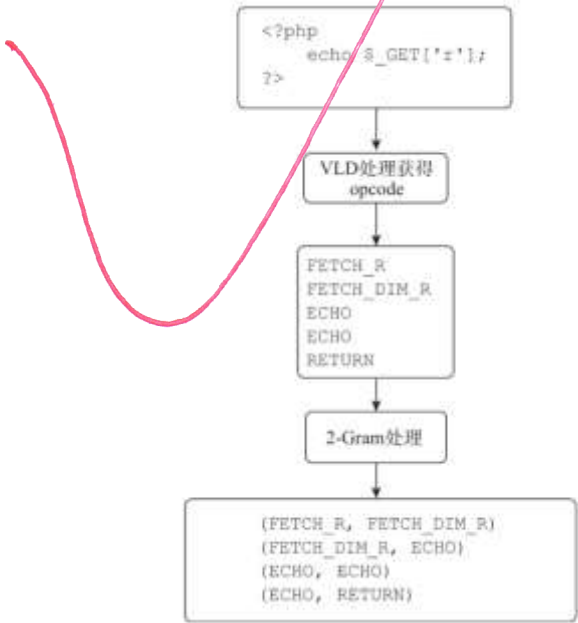 <?php
echo $_GET['r'];
?>
VLD处理获得
opcode
FETCH_R
FETCH_DIM_R
ECHO
ECHO
RETURN
2-Gram处理
(FETCH_R, FETCH_DIM_R)
(FETCH_DIM_R, ECHO)
(ECHO, ECHO)
(ECHO, RETURN)